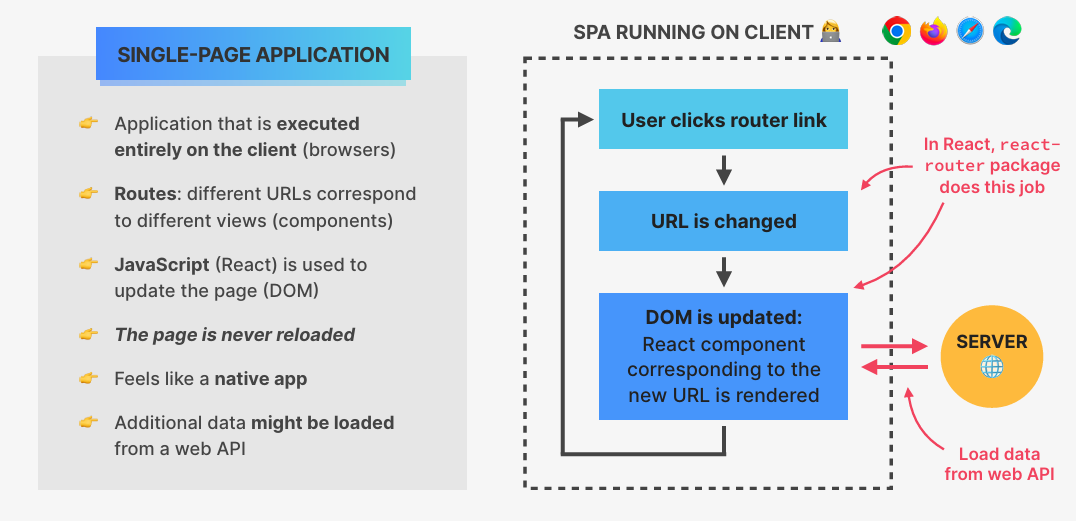 SINGLE-PAGE APPLICATION
Application that is executed
entirely on the client (browsers)
Routes: different URLs correspond
to different views (components)
JavaScript (React) is used to
update the page (DOM)
The page is never reloaded
Feels like a native app
Additional data might be loaded
from a web API
SPA RUNNING ON CLIENT
User clicks router link
URL is changed
DOM is updated:
React component
corresponding to the
new URL is rendered
In React, react-
router package
does this job
SERVER
Load data
from web API